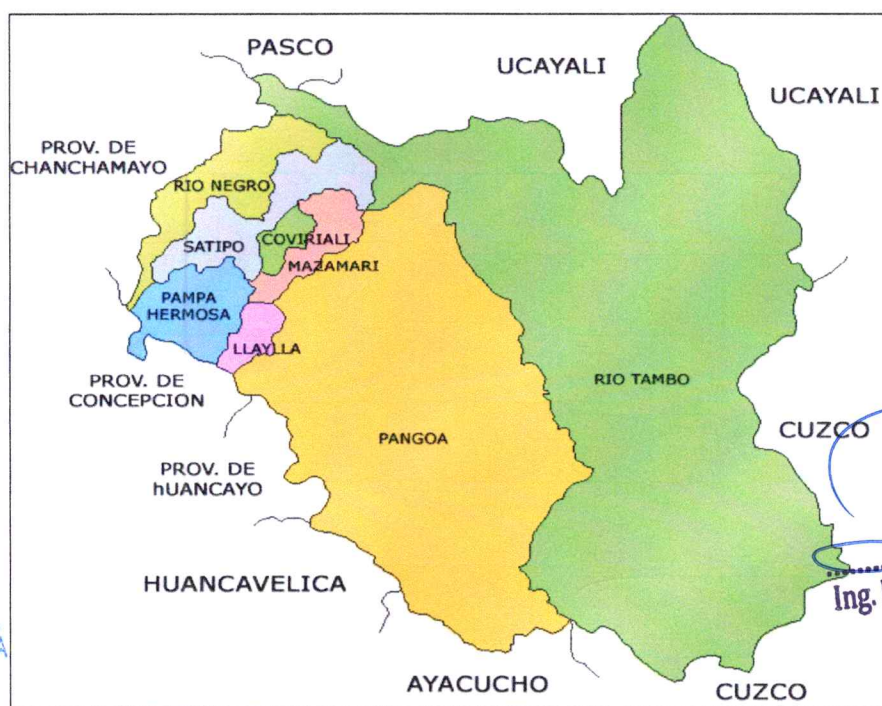 PASCO
UCAYALI
UCAYALI
PROV. DE
CHANCHAMAYO
RIO NEGRO
SATIPO
COVIRIALI
MAZAMARI
PAMPA
HERMOSA
LLAYLLA
PROV. DE
CONCEPCION
RIO TAMBO
PANGOA
CUZCO
PROV. DE
hUANCAYO
HUANCAVELICA
Ing.
AYACUCHO
CUZCO